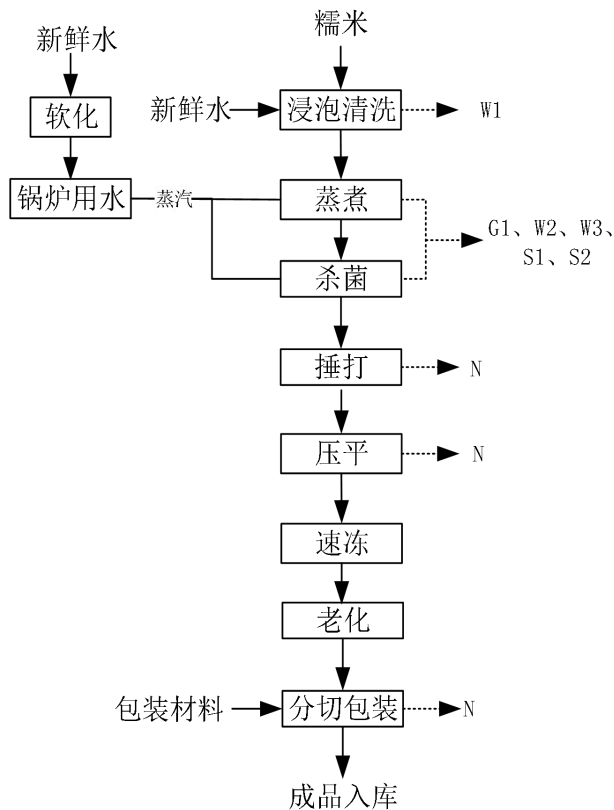 糯米
新鲜水
新鲜水
浸泡清洗
W1
软化
锅炉用水
蒸汽
蒸煮
G1、W2、W3、
S1、S2
杀菌
捶打
N
压平
N
速冻
老化
包装材料
分切包装
N
成品入库